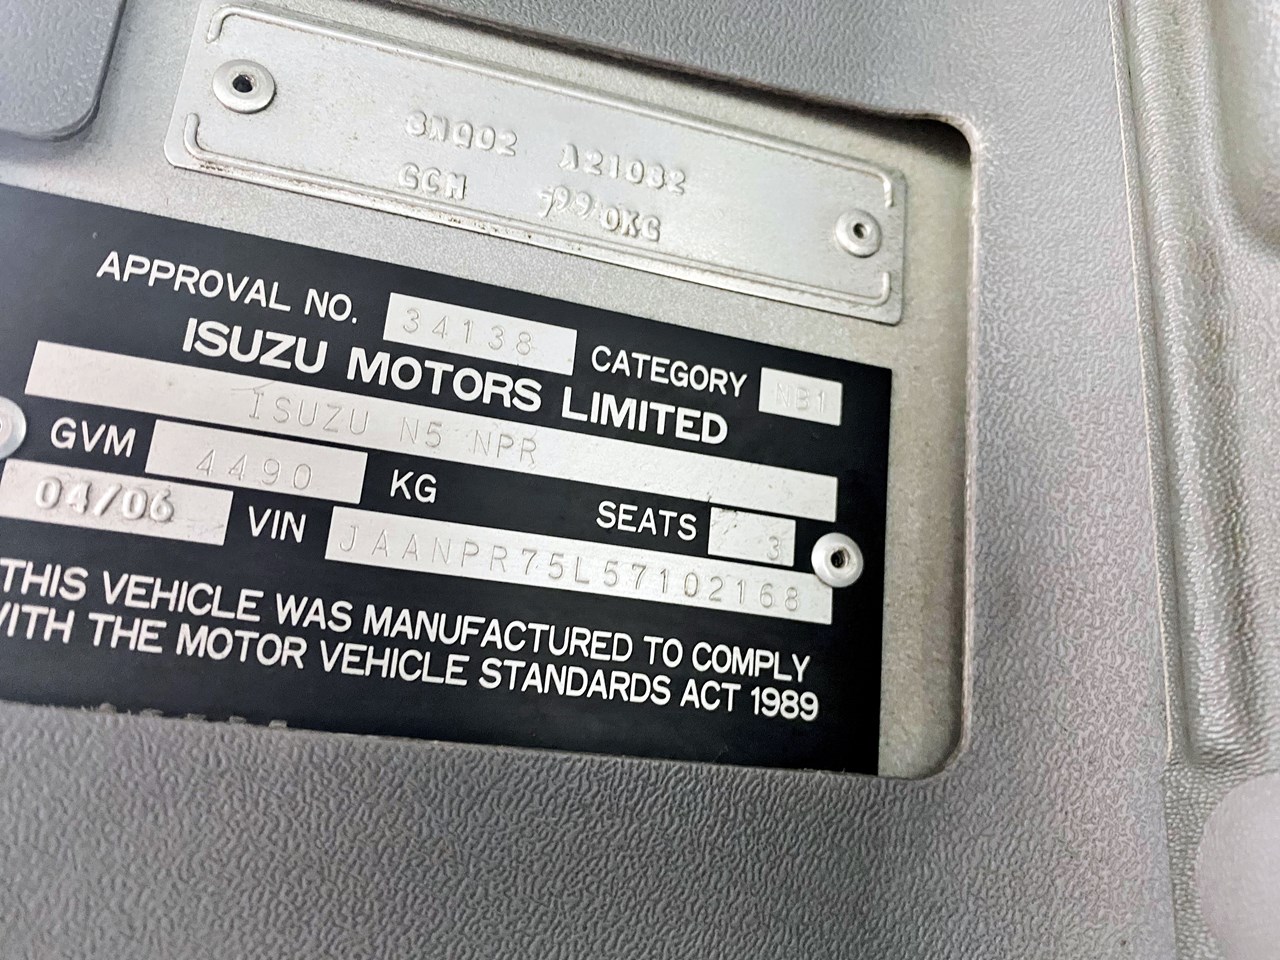 3NQ02 A21032
GCM 7990KG
APPROVAL NO. 34138 CATEGORY NB1
ISUZU MOTORS LIMITED
ISUZU N5 NPR
GVM 4490 KG SEATS 3
04/06 VIN JAANPR75L57102168
THIS VEHICLE WAS MANUFACTURED TO COMPLY
WITH THE MOTOR VEHICLE STANDARDS ACT 1989